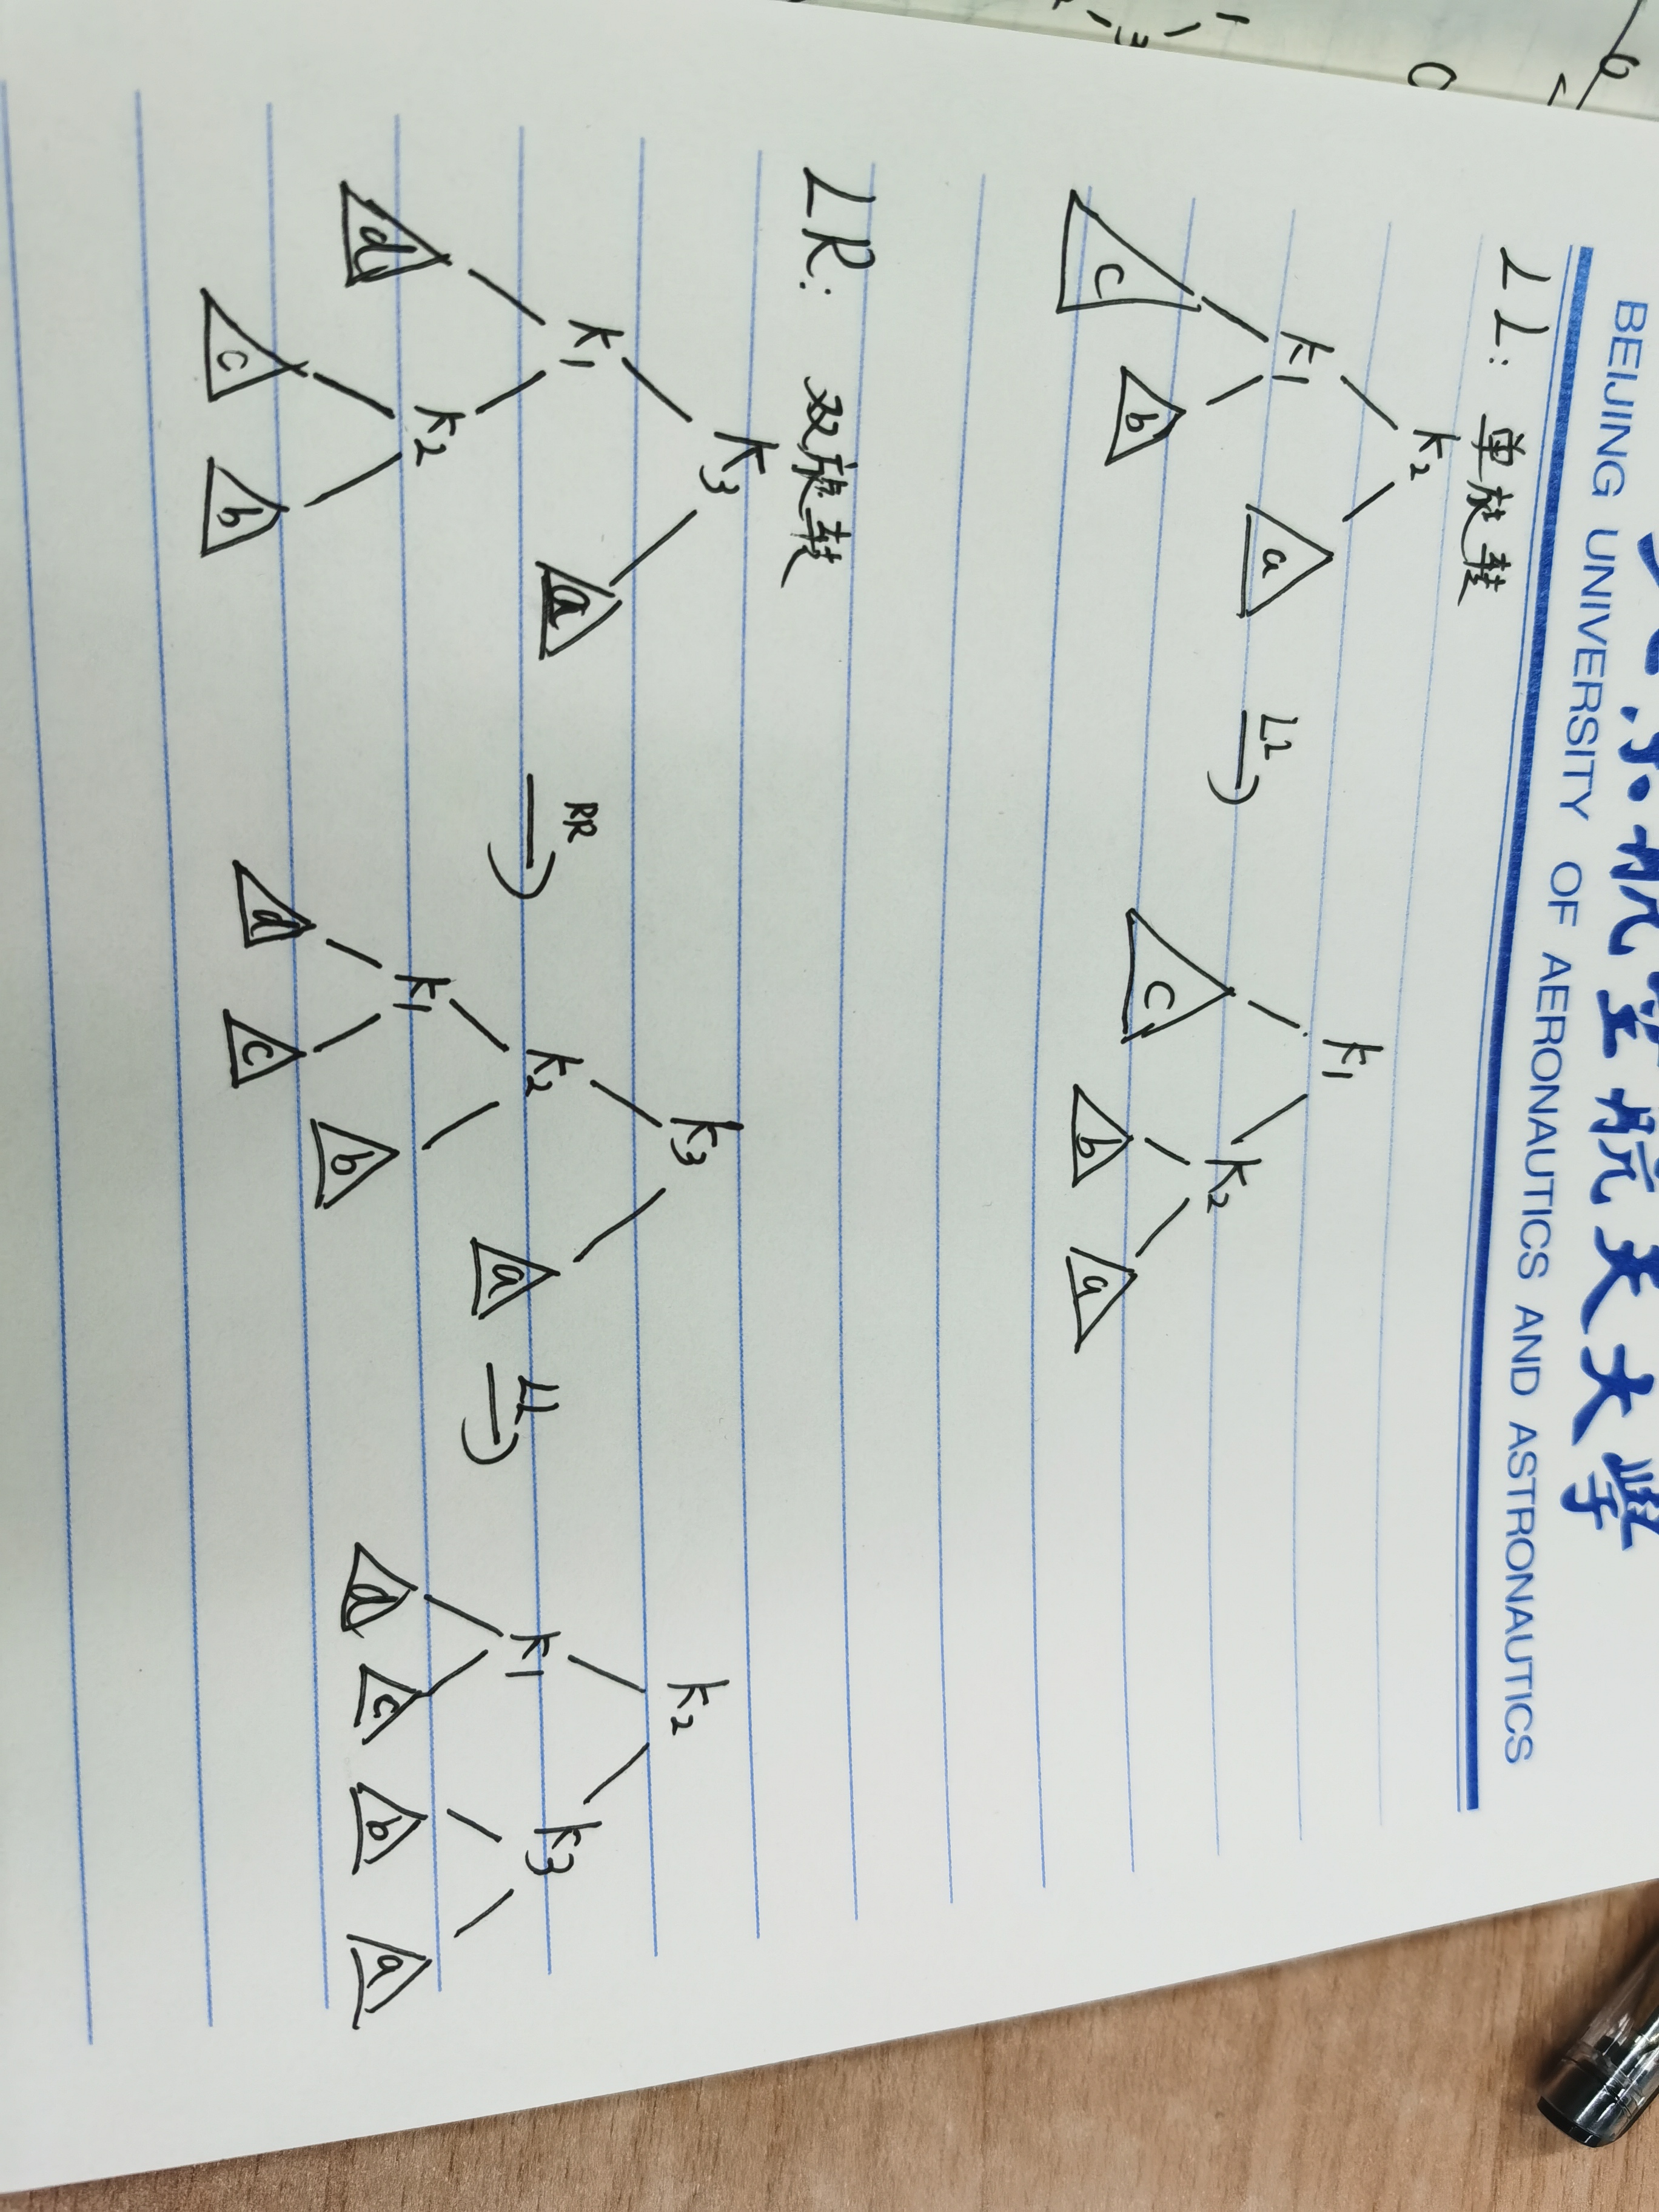 北京航空航天大學
BEIJING UNIVERSITY OF AERONAUTICS AND ASTRONAUTICS
LL: 单旋转
k2 k1
k1 a LL c k2
c b b a
LR: 双旋转
k3 k3 k2
k1 a RR k2 a LL k1 k3
d k2 k1 b d c b a
c b d c